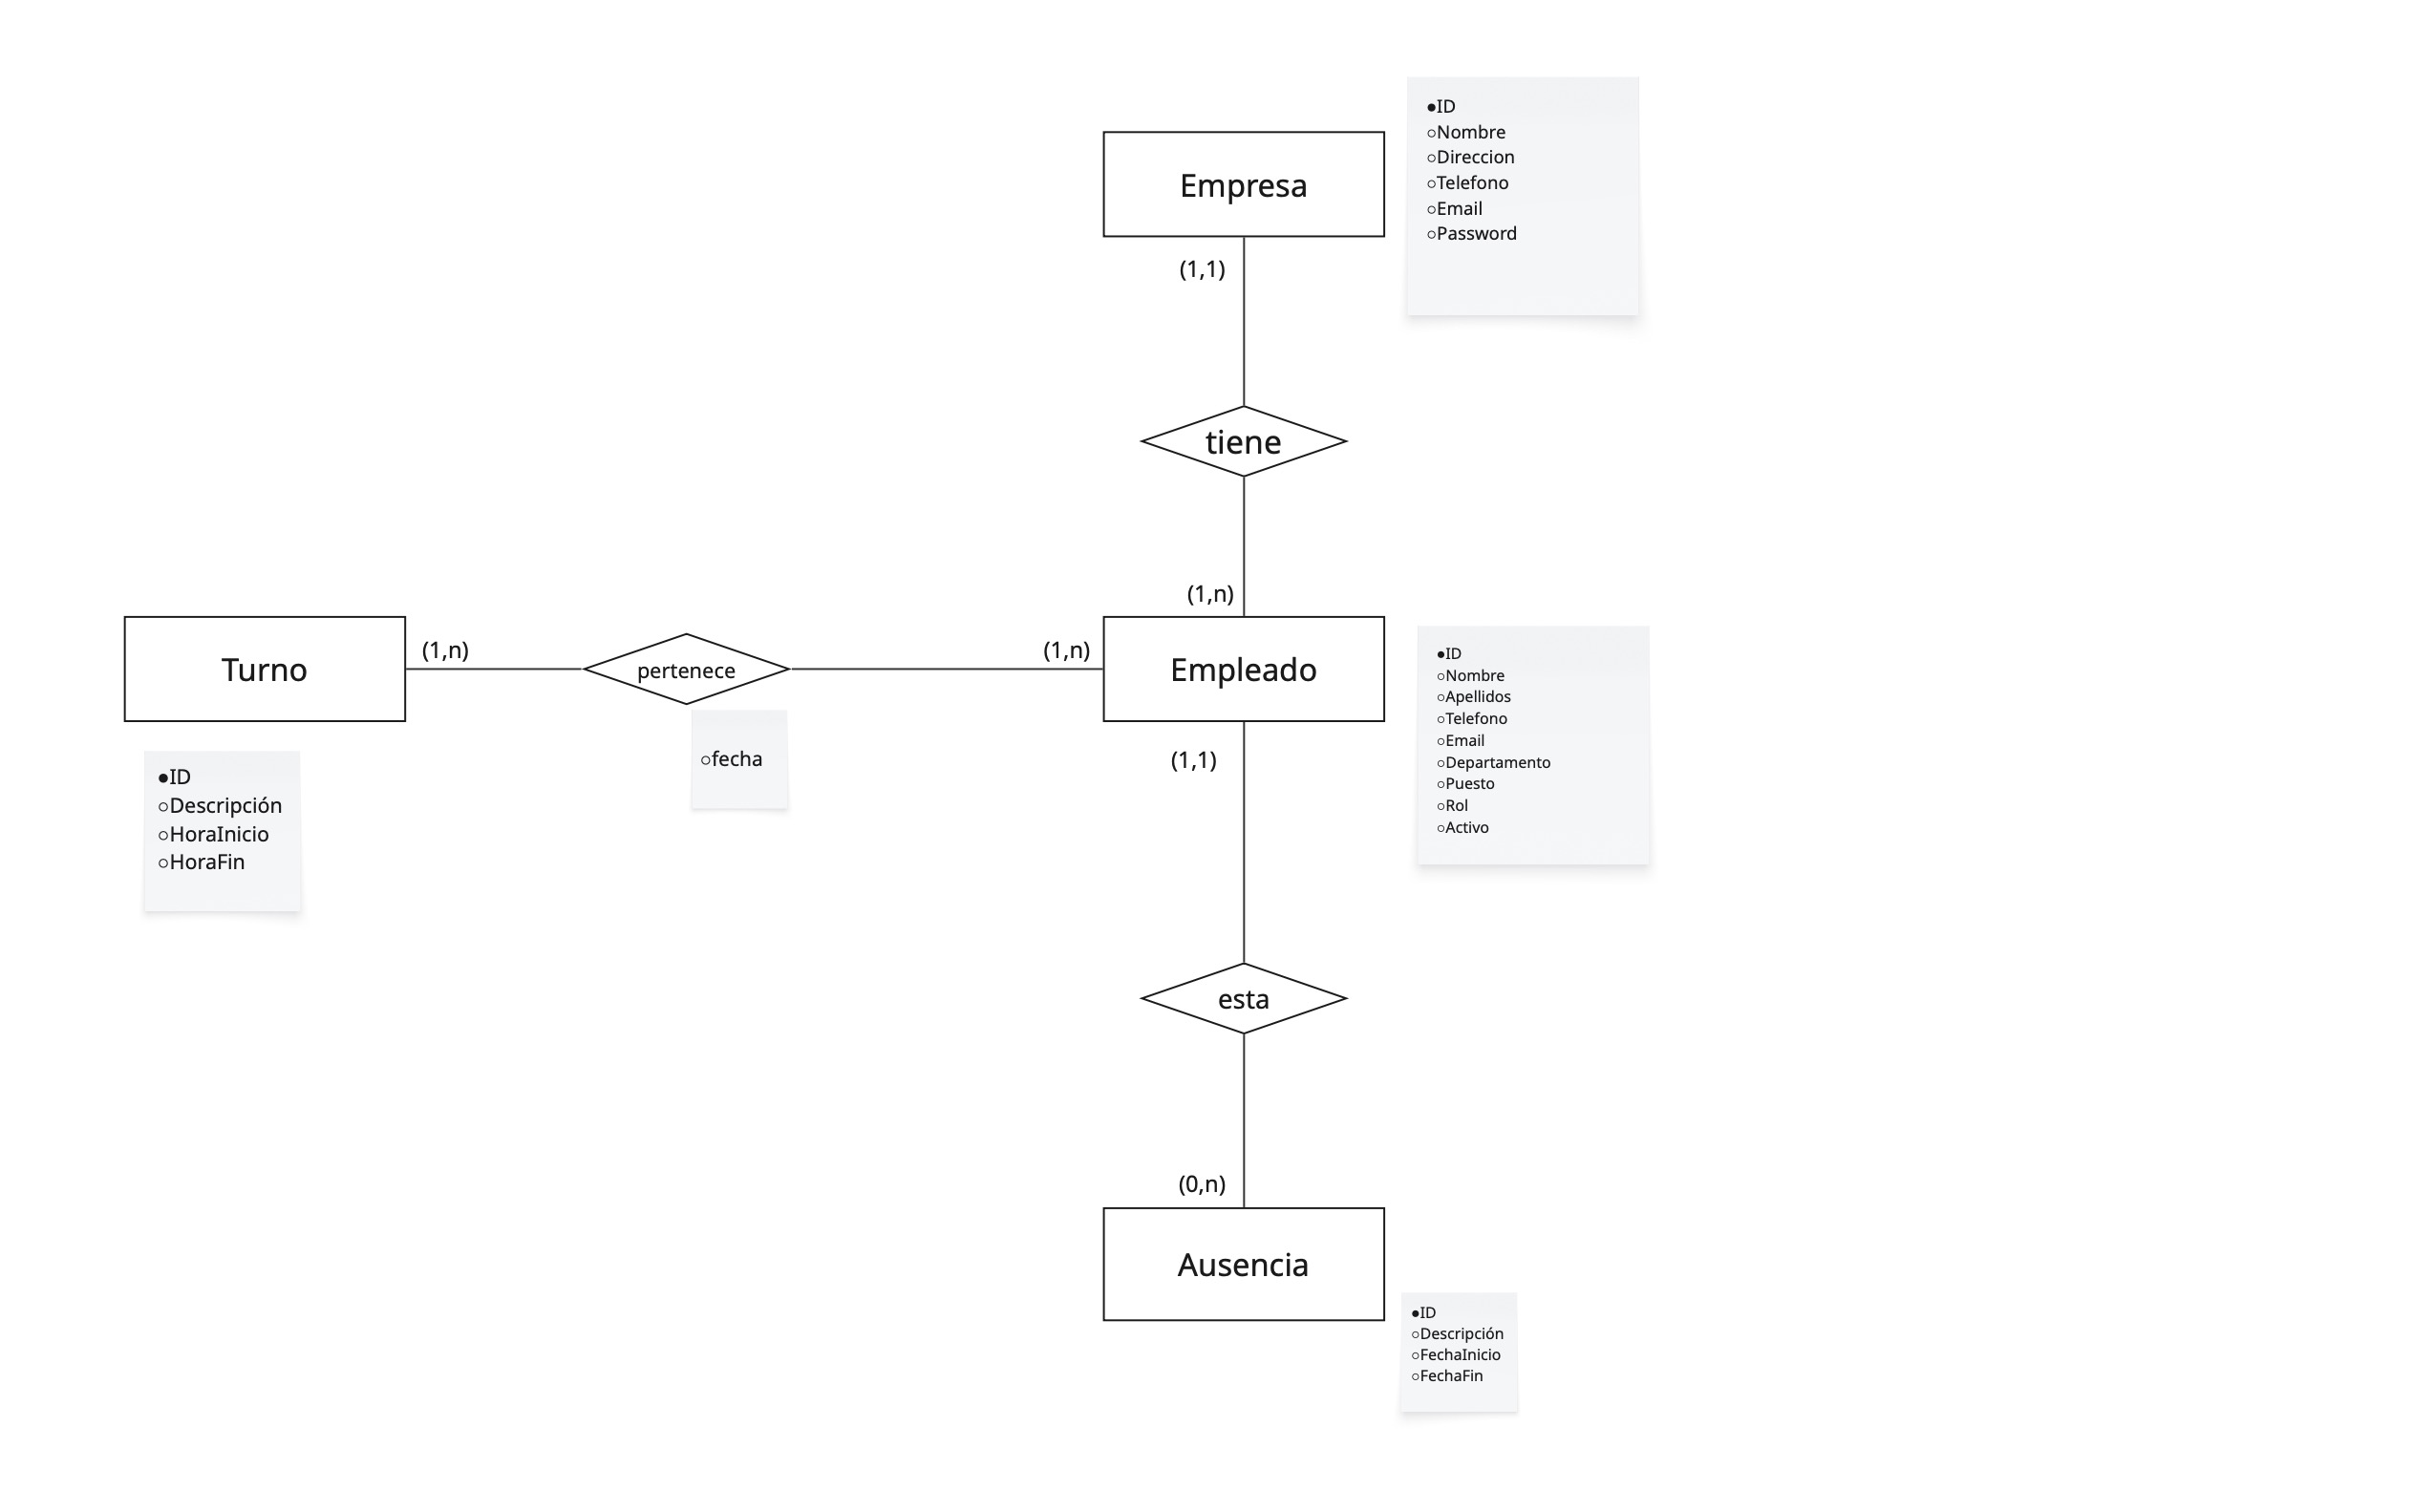 Empresa
●ID
○Nombre
○Direccion
○Telefono
○Email
○Password
(1,1)
tiene
(1,n)
Turno
(1,n)
pertenece
(1,n)
Empleado
○fecha
●ID
○Descripción
○HoraInicio
○HoraFin
●ID
○Nombre
○Apellidos
○Telefono
○Email
○Departamento
○Puesto
○Rol
○Activo
(1,1)
esta
(0,n)
Ausencia
●ID
○Descripción
○FechaInicio
○FechaFin